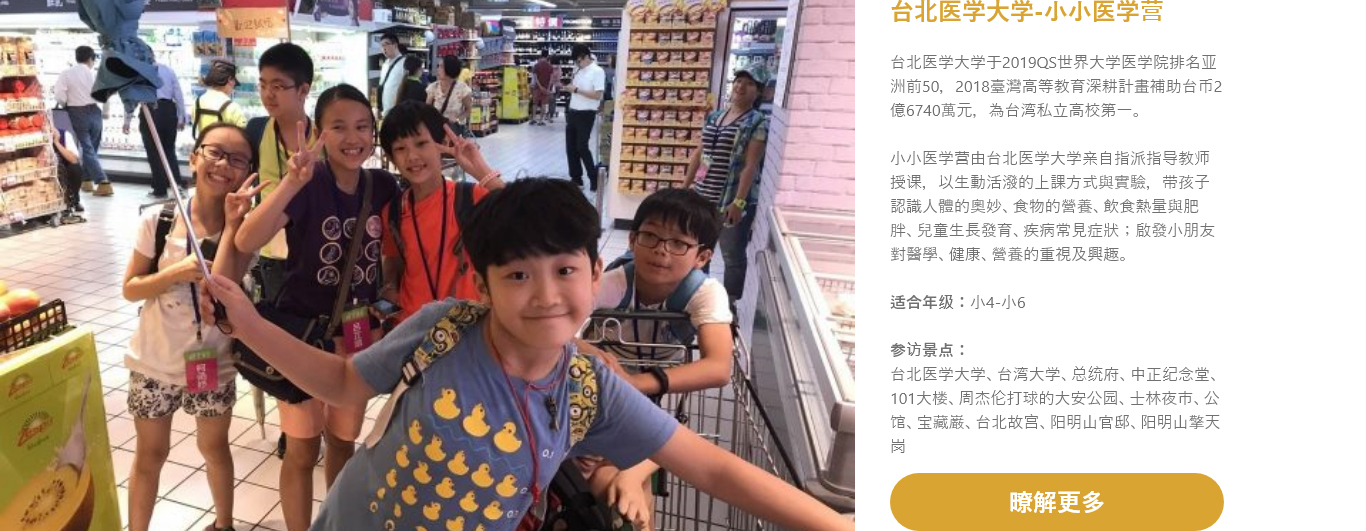 台北医学大学-小小医学营
台北医学大学于2019QS世界大学医学院排名亚
洲前50，2018臺灣高等教育深耕計畫補助台币2
億6740萬元，為台湾私立高校第一。
小小医学营由台北医学大学亲自指派指导教师
授课，以生動活潑的上課方式與實驗，带孩子
認識人體的奧妙、食物的營養、飲食熱量與肥
胖、兒童生長發育、疾病常見症狀；啟發小朋友
對醫學、健康、營養的重視及興趣。
适合年级：小4-小6
参访景点：
台北医学大学、台湾大学、总统府、中正纪念堂、
101大楼、周杰伦打球的大安公园、士林夜市、公
馆、宝藏巖、台北故宫、阳明山官邸、阳明山擎天
岗
瞭解更多